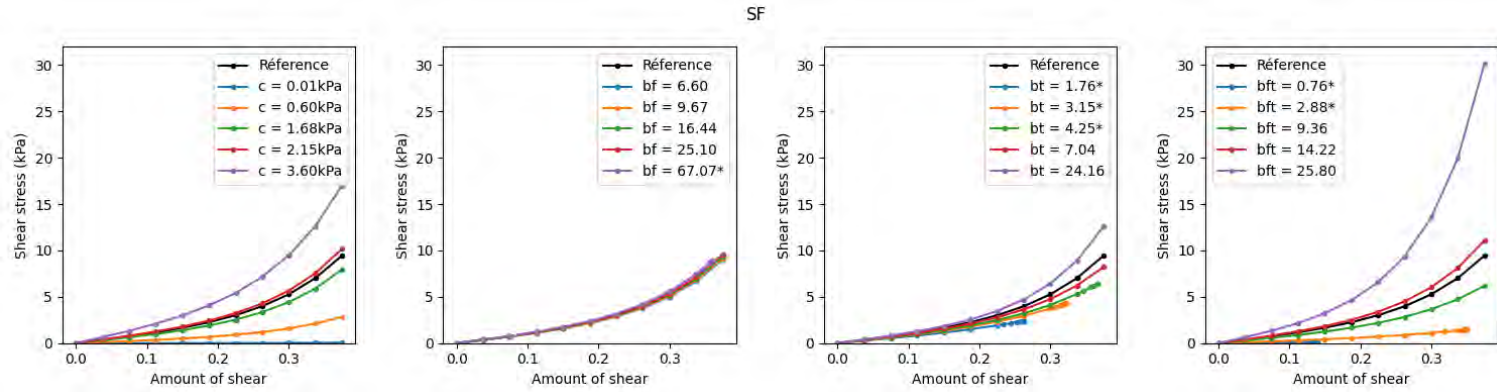 SF
30
25
20
15
10
5
0
Shear stress (kPa)
Réference
c = 0.01kPa
c = 0.60kPa
c = 1.68kPa
c = 2.15kPa
c = 3.60kPa
0.0 0.1 0.2 0.3
Amount of shear
30
25
20
15
10
5
0
Shear stress (kPa)
Réference
bf = 6.60
bf = 9.67
bf = 16.44
bf = 25.10
bf = 67.07*
0.0 0.1 0.2 0.3
Amount of shear
30
25
20
15
10
5
0
Shear stress (kPa)
Réference
bt = 1.76*
bt = 3.15*
bt = 4.25*
bt = 7.04
bt = 24.16
0.0 0.1 0.2 0.3
Amount of shear
30
25
20
15
10
5
0
Shear stress (kPa)
Réference
bft = 0.76*
bft = 2.88*
bft = 9.36
bft = 14.22
bft = 25.80
0.0 0.1 0.2 0.3
Amount of shear